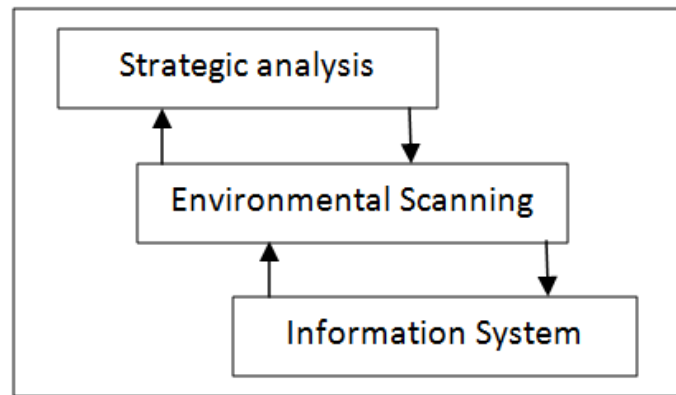 Strategic analysis
Environmental Scanning
Information System